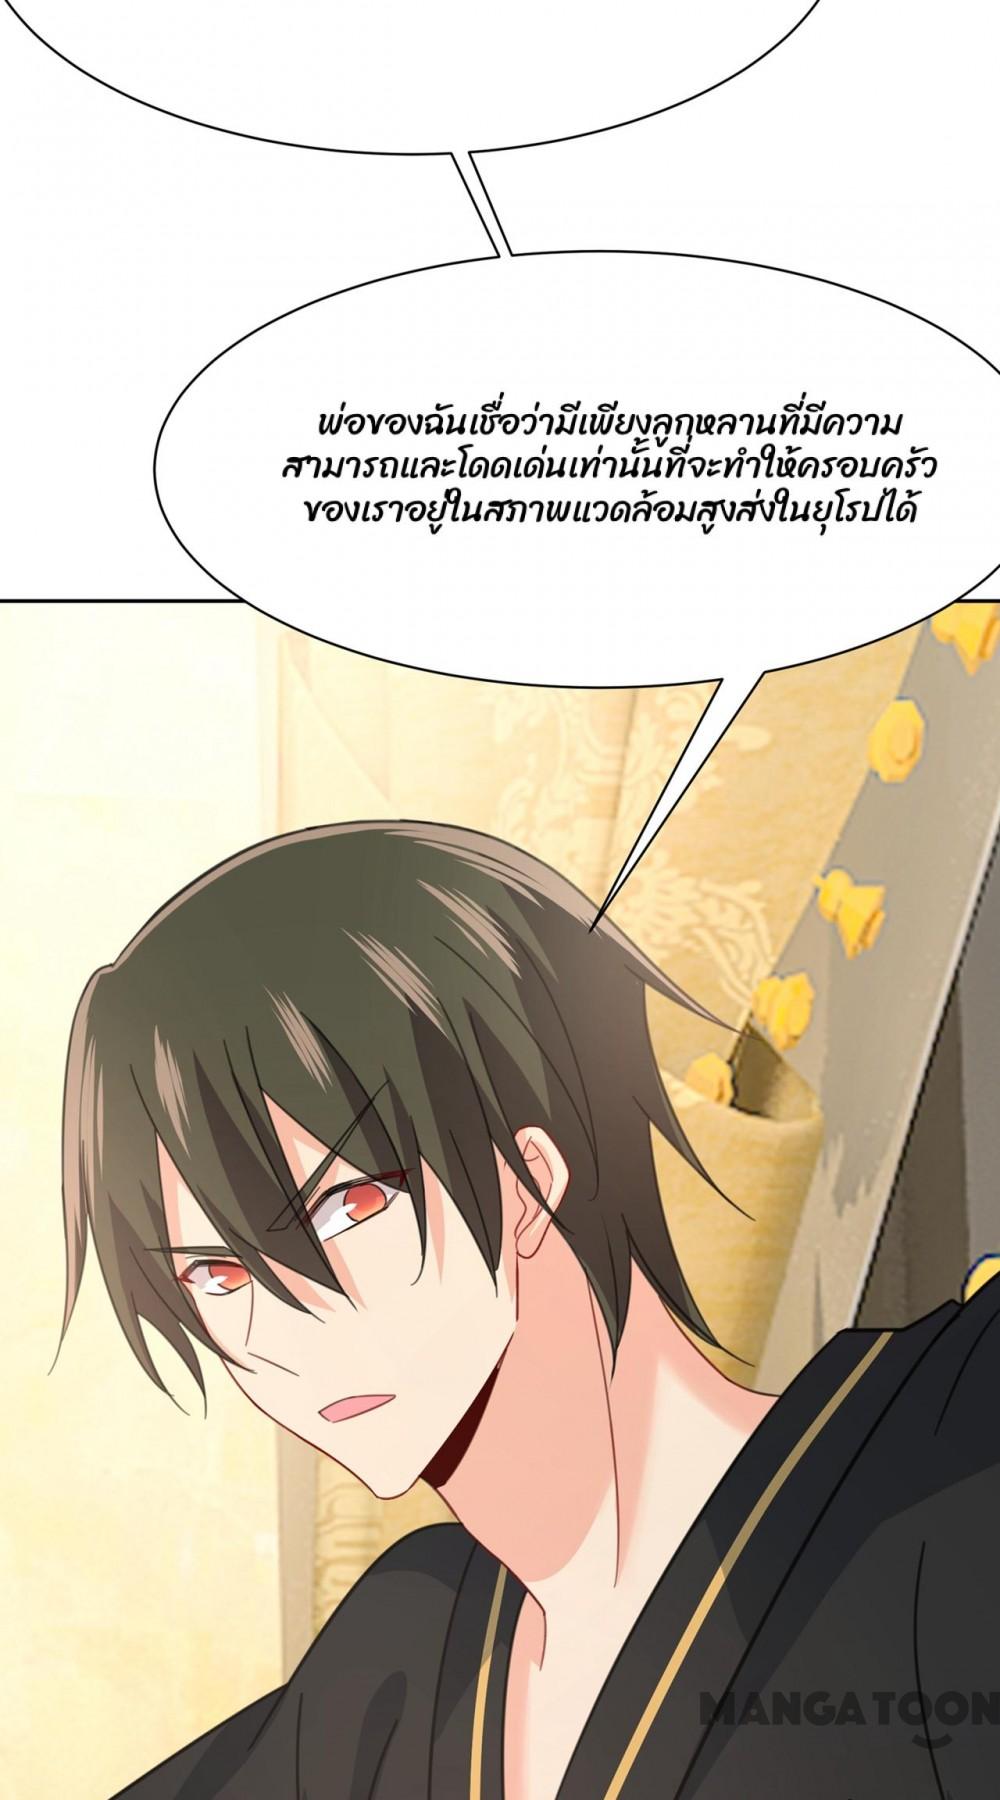 พ่อของฉันเชื่อว่ามีเพียงลูกหลานที่มีความ
สามารถและโดดเด่นเท่านั้นที่จะทำให้ครอบครัว
ของเราอยู่ในสภาพแวดล้อมสูงส่งในยุโรปได้
MANGATOON